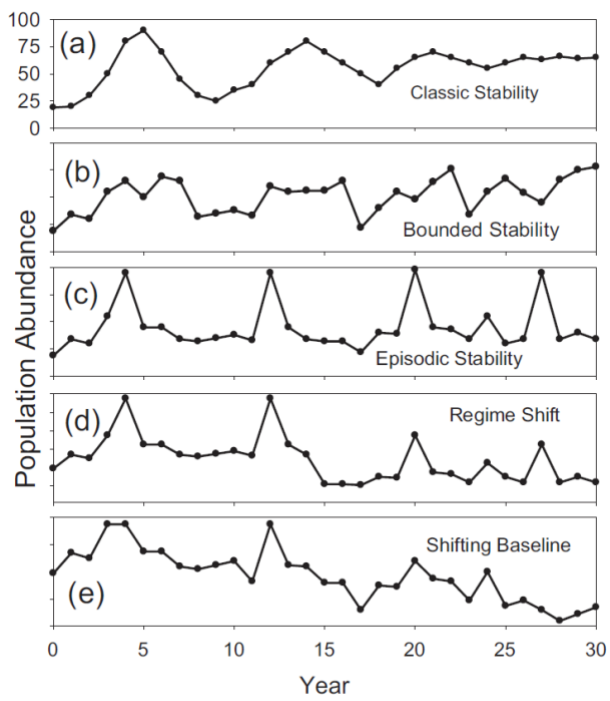 100
75
50
25
0
(a)
Classic Stability
(b)
Bounded Stability
Population Abundance
(c)
Episodic Stability
(d)
Regime Shift
(e)
Shifting Baseline
0 5 10 15 20 25 30
Year